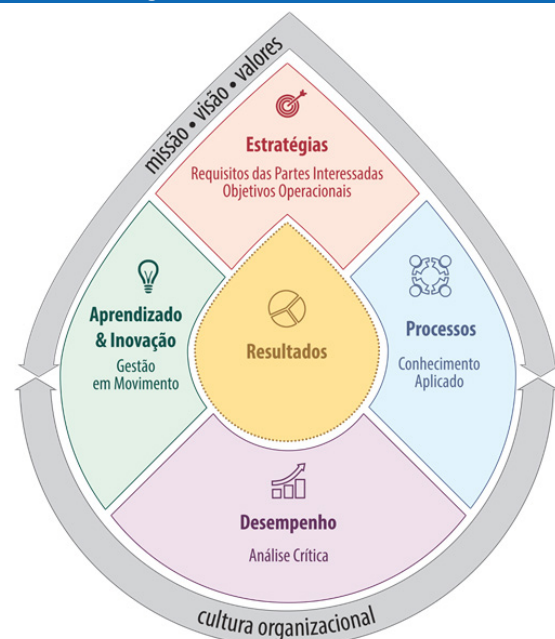 missão • visão • valores
Estratégias
Requisitos das Partes Interessadas
Objetivos Operacionais
Aprendizado
& Inovação
Gestão
em Movimento
Resultados
Processos
Conhecimento
Aplicado
Desempenho
Análise Crítica
cultura organizacional